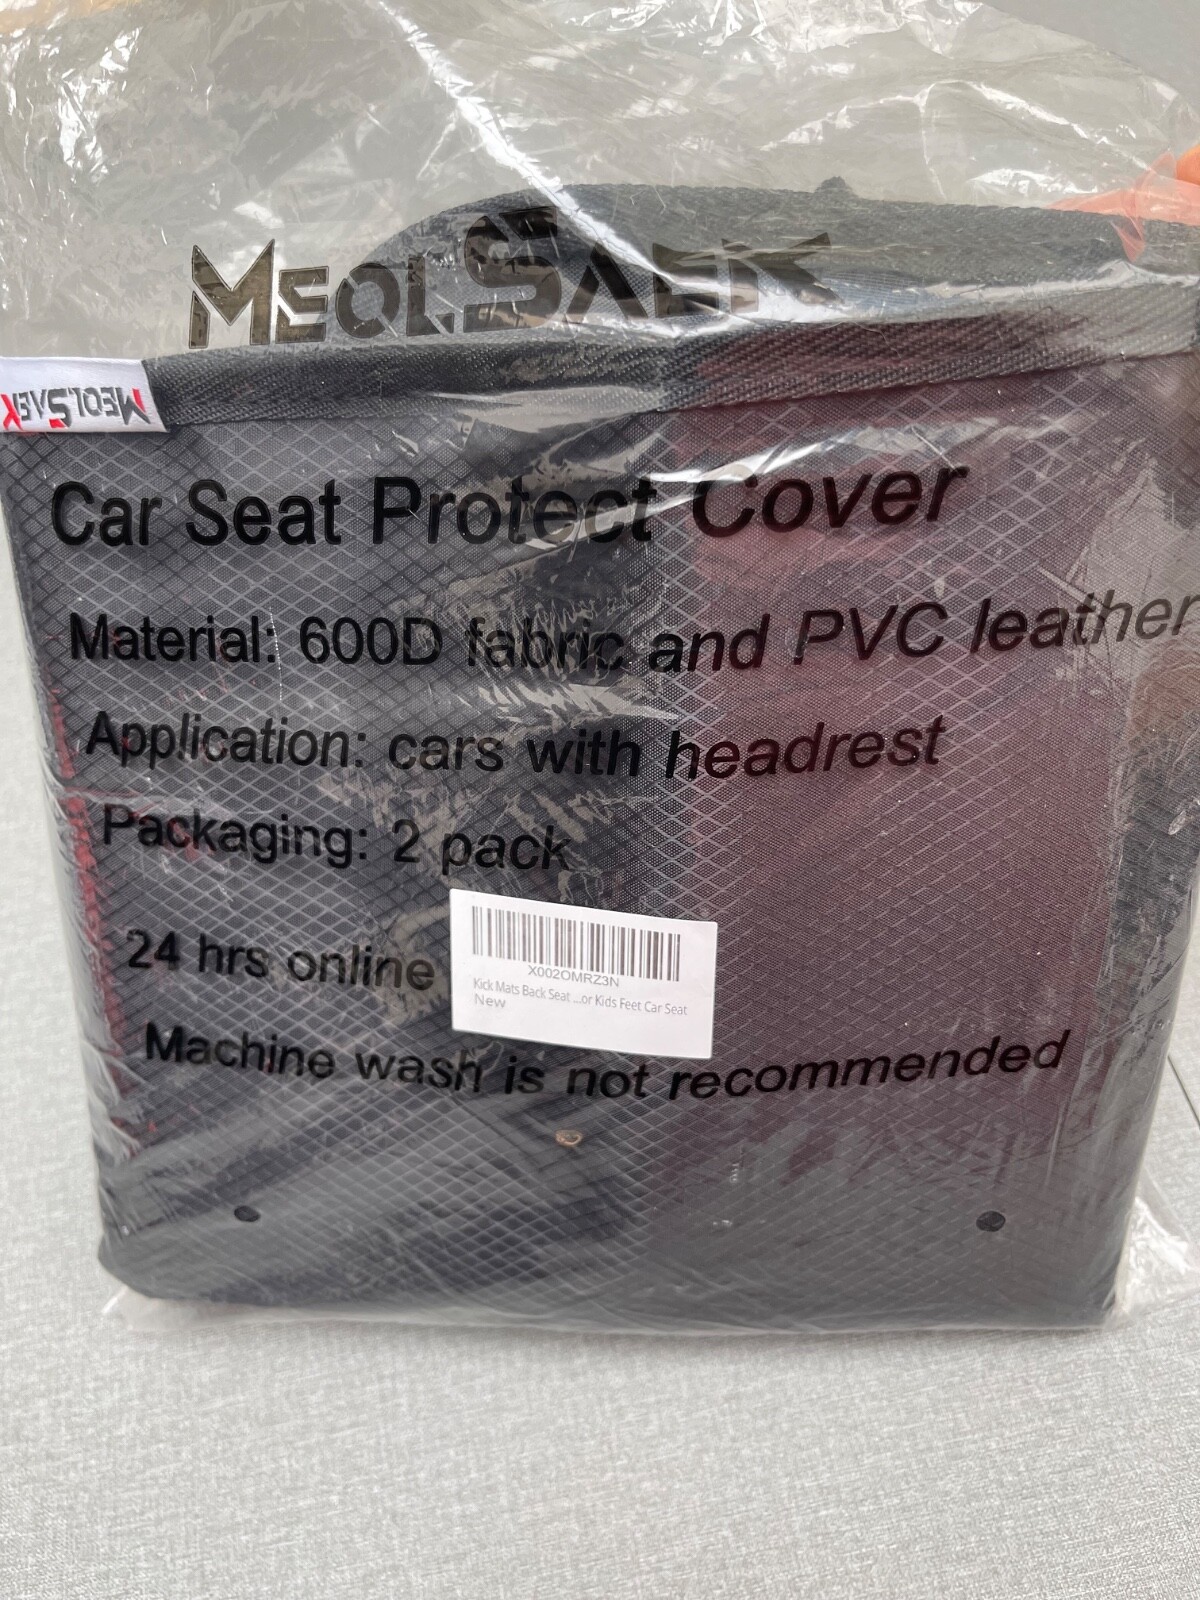 MEOLSAEK
MEOLSAEK
Car Seat Protect Cover
Material: 600D fabric and PVC leather
Application: cars with headrest
Packaging: 2 pack
24 hrs online
X002OMRZ3N
Kick Mats Back Seat ...or Kids Feet Car Seat
New
Machine wash is not recommended